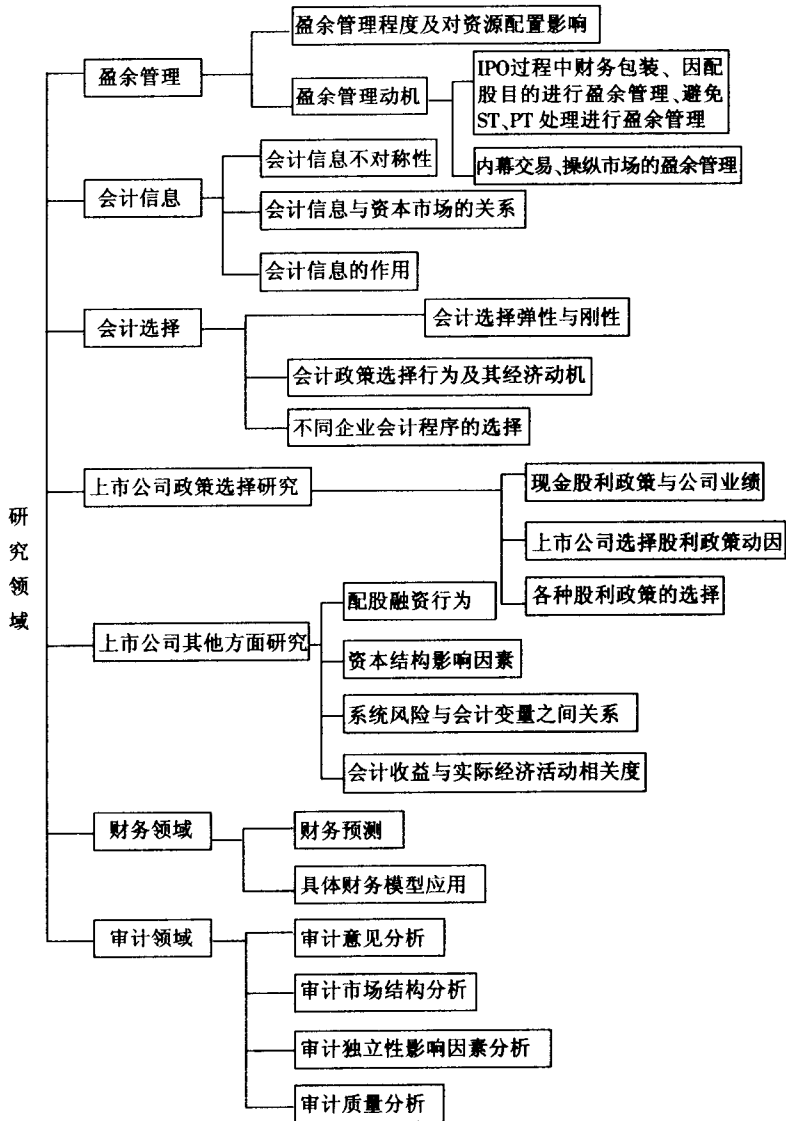 研究领域
盈余管理
盈余管理程度及对资源配置影响
盈余管理动机
IPO过程中财务包装、因配
股目的进行盈余管理、避免
ST、PT 处理进行盈余管理
内幕交易、操纵市场的盈余管理
会计信息
会计信息不对称性
会计信息与资本市场的关系
会计信息的作用
会计选择
会计选择弹性与刚性
会计政策选择行为及其经济动机
不同企业会计程序的选择
上市公司政策选择研究
现金股利政策与公司业绩
上市公司选择股利政策动因
各种股利政策的选择
上市公司其他方面研究
配股融资行为
资本结构影响因素
系统风险与会计变量之间关系
会计收益与实际经济活动相关度
财务领域
财务预测
具体财务模型应用
审计领域
审计意见分析
审计市场结构分析
审计独立性影响因素分析
审计质量分析